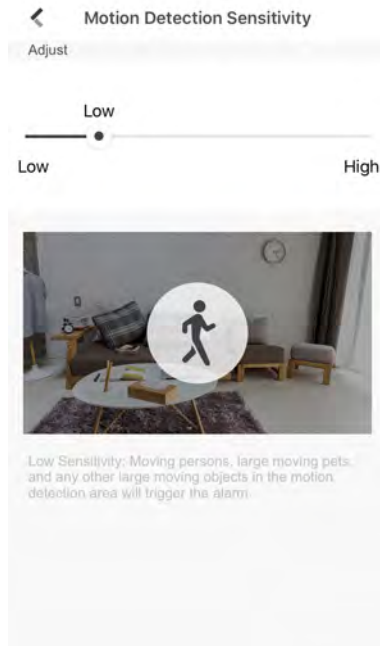 Motion Detection Sensitivity
Adjust
Low
Low High
Low Sensitivity: Moving persons, large moving pets,
and any other large moving objects in the motion
detection area will trigger the alarm.